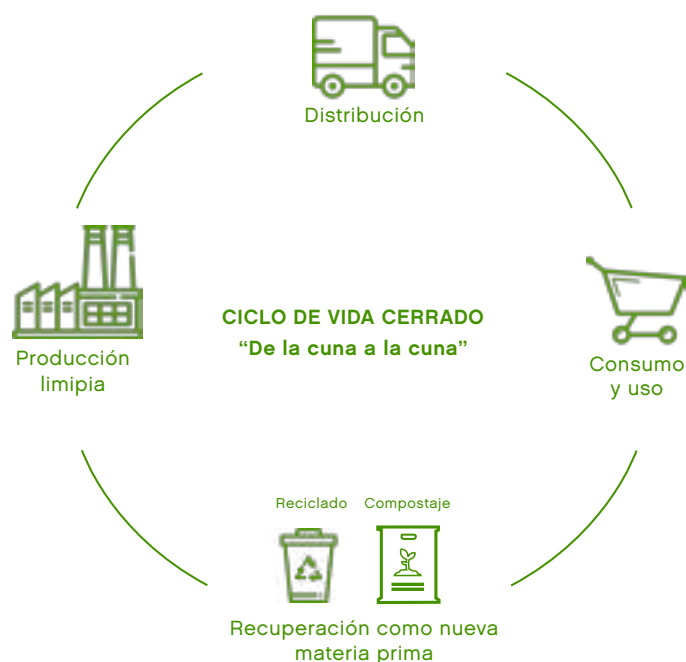 Distribución
CICLO DE VIDA CERRADO
“De la cuna a la cuna”
Producción
limipia
Consumo
y uso
Reciclado
Compostaje
Recuperación como nueva
materia prima